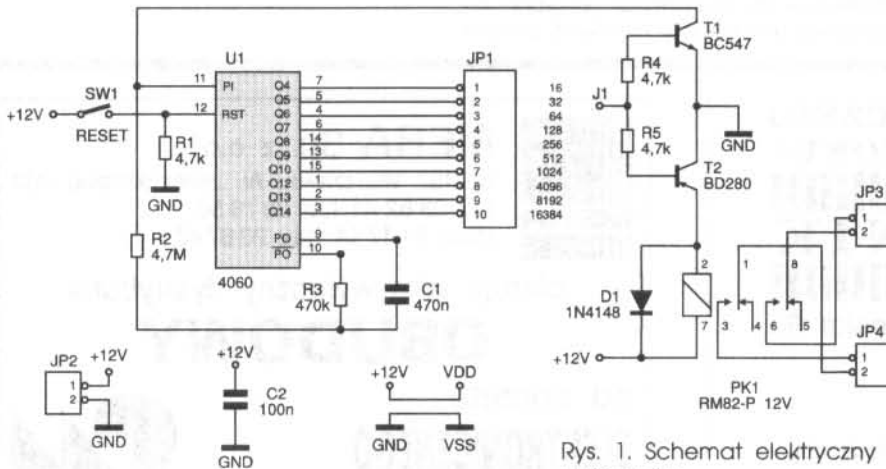 T1
BC547
U1
JP1
11
PI
Q4
7
1
16
R4
4,7k
Q5
5
2
32
SW1
12
RST
Q6
4
3
64
J1
+12V
Q7
6
4
128
RESET
Q8
14
5
256
R1
4,7k
Q9
13
6
512
R5
4,7k
GND
Q10
15
7
1024
Q12
1
8
4096
T2
BD280
Q13
2
9
8192
GND
Q14
3
10
16384
JP3
1
2
R2
4,7M
PO
9
PO
10
4060
R3
470k
C1
470n
D1
1N4148
2
7
1
8
3
4
6
5
JP4
1
2
+12V
PK1
RM82-P 12V
JP2
1
2
+12V
GND
+12V
C2
100n
GND
+12V
VDD
GND
VSS
Rys. 1. Schemat elektryczny